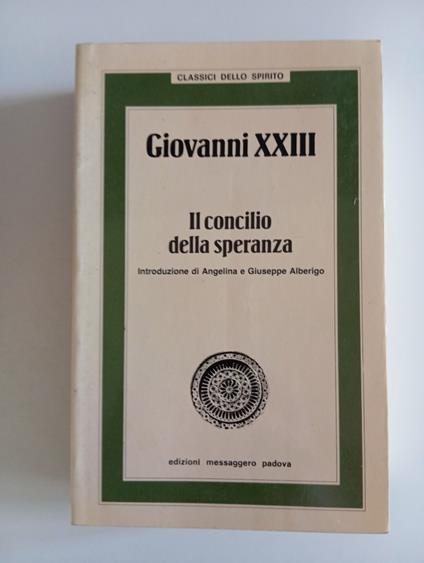 CLASSICI DELLO SPIRITO
Giovanni XXIII
Il concilio
della speranza
Introduzione di Angelina e Giuseppe Alberigo
edizioni messaggero padova